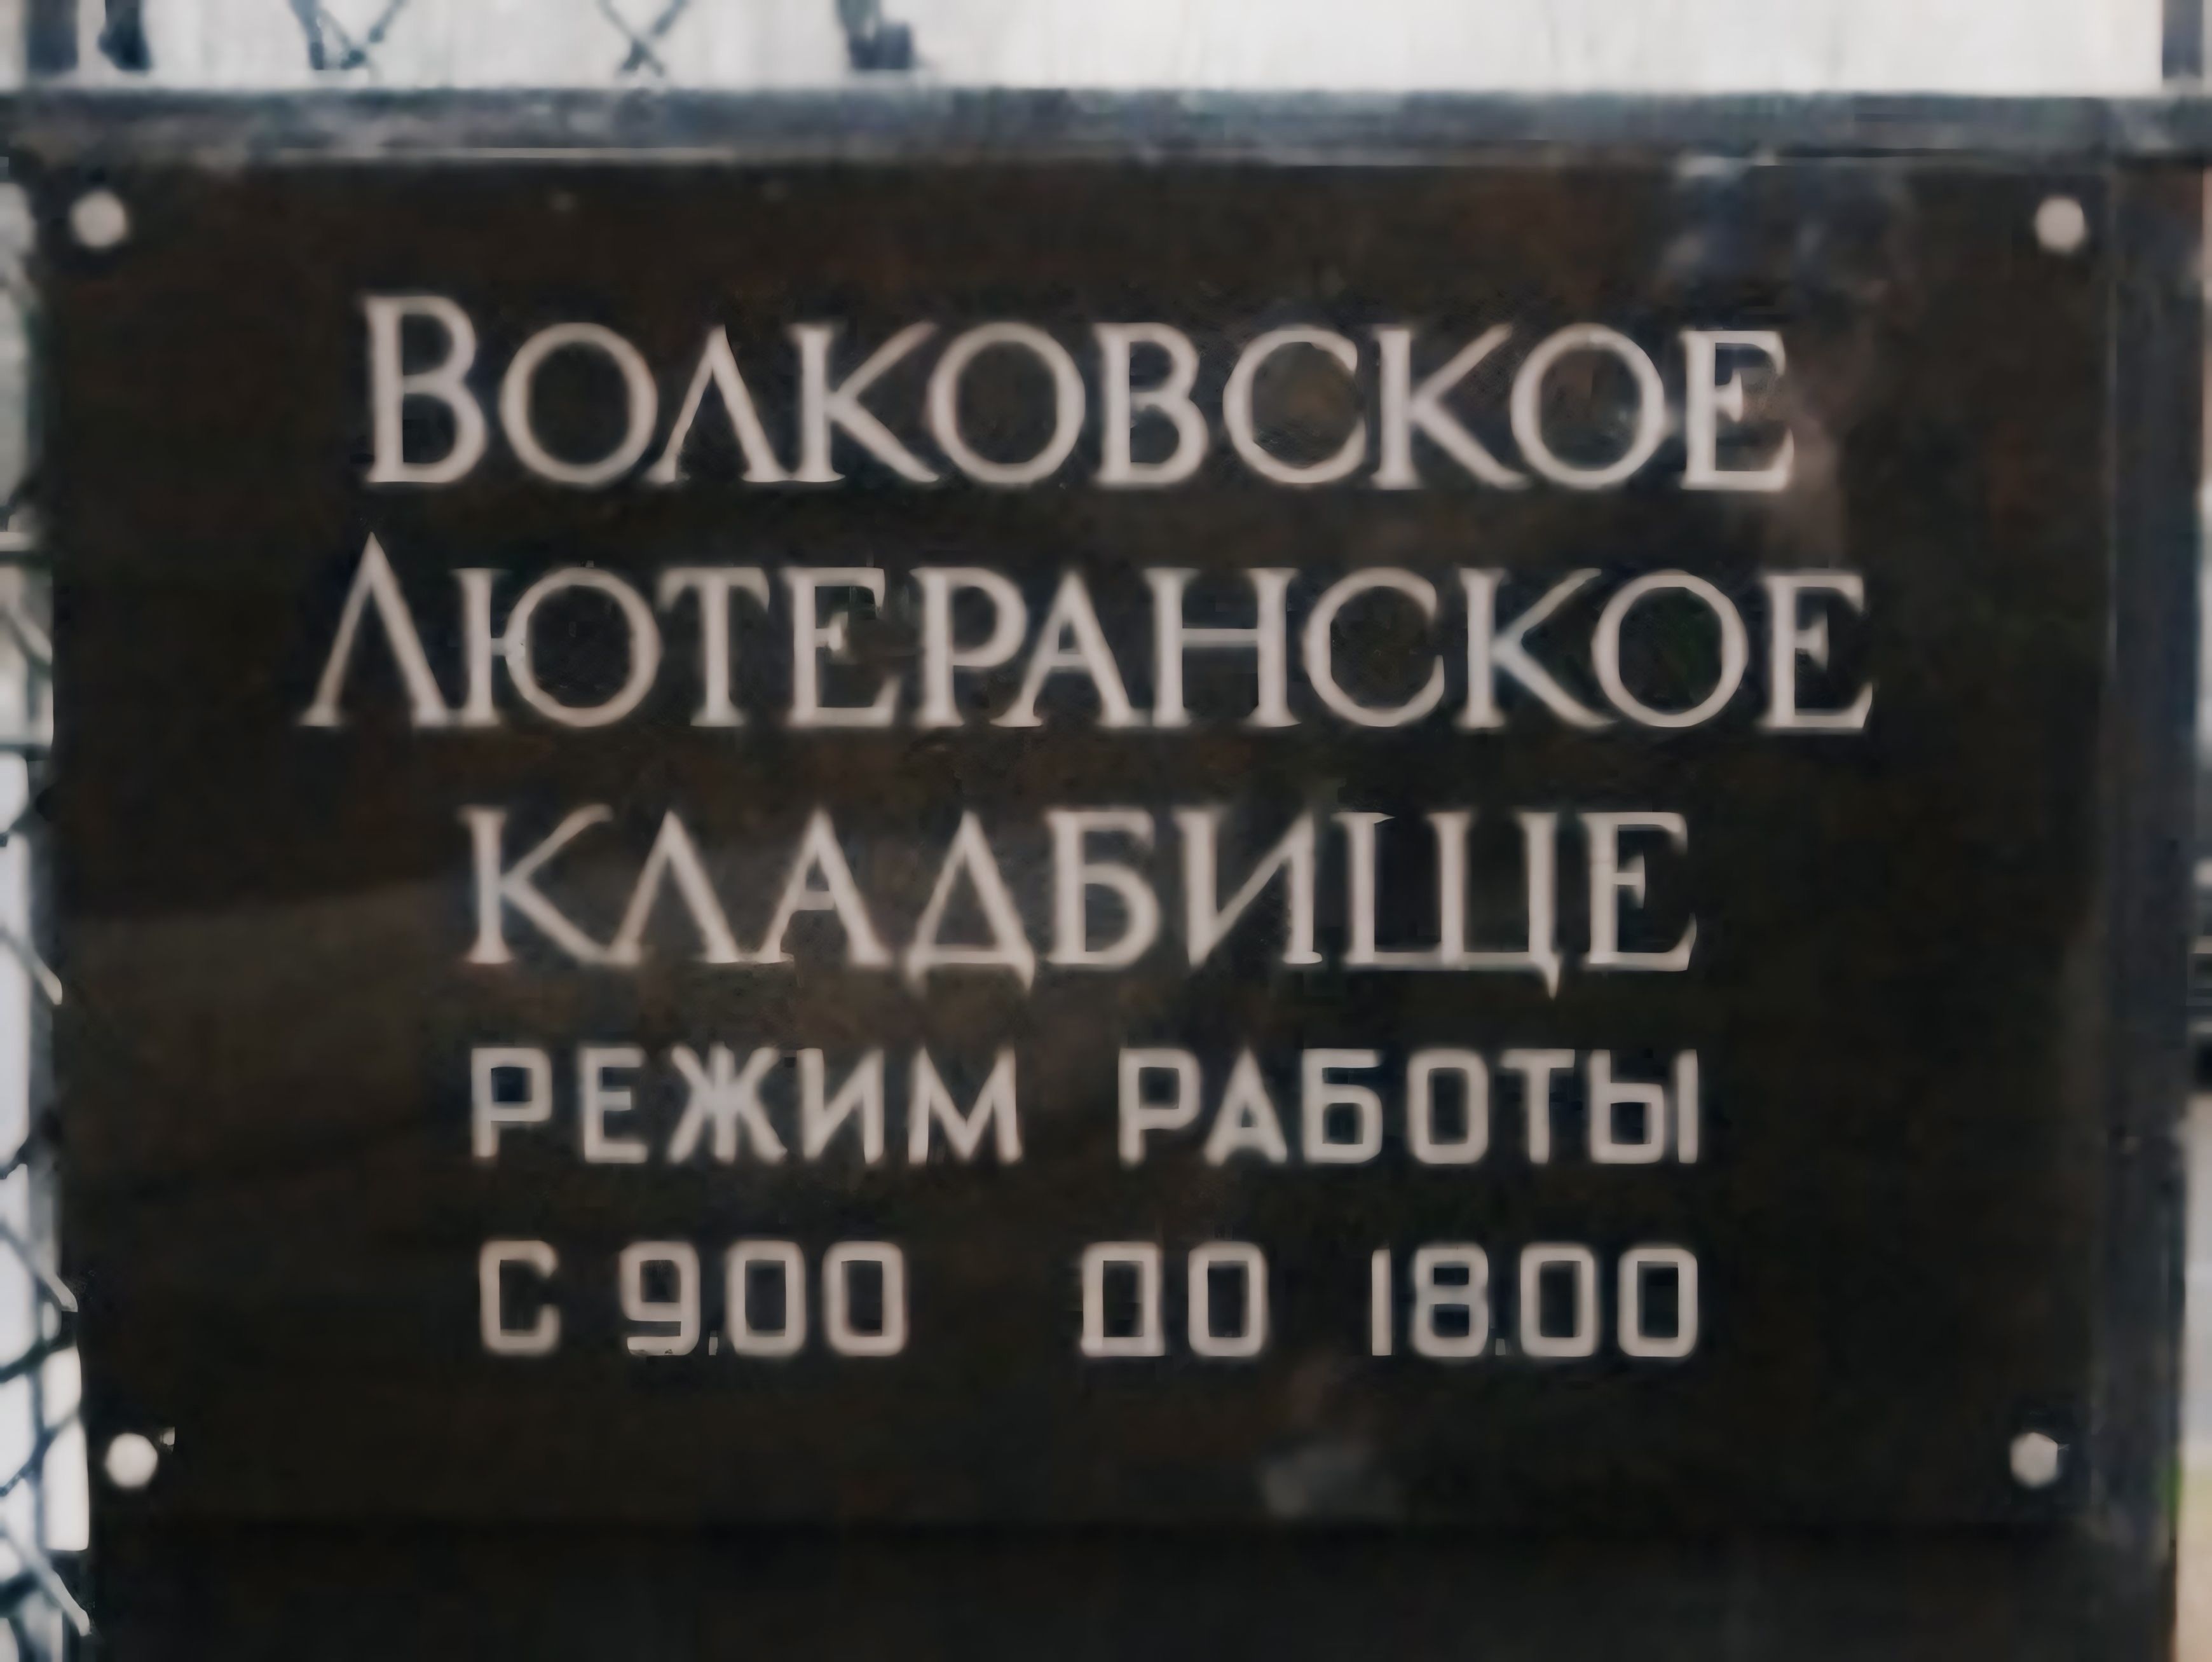 ВОЛКОВСКОЕ
ЛЮТЕРАНСКОЕ
КЛАДБИЩЕ
РЕЖИМ РАБОТЫ
С 9.00 ДО 18.00